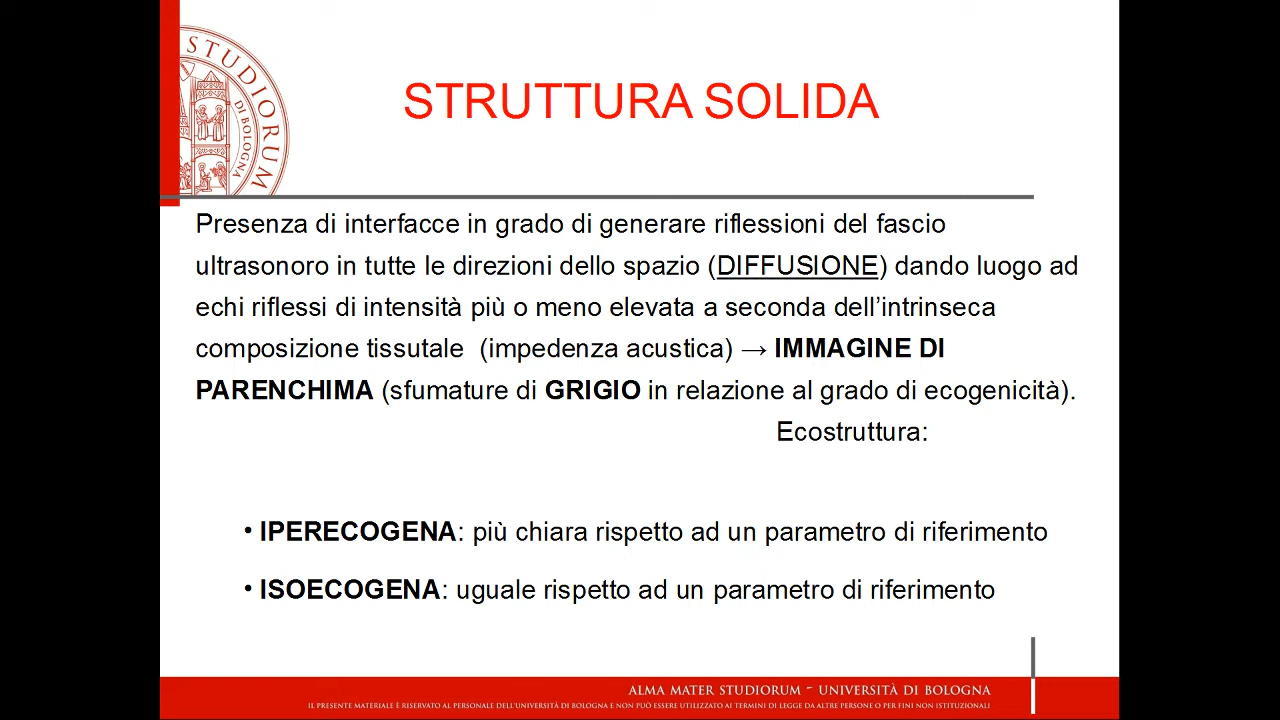 STUDIORUM
DI BOLOGNA
STRUTTURA SOLIDA
Presenza di interfacce in grado di generare riflessioni del fascio
ultrasonoro in tutte le direzioni dello spazio (DIFFUSIONE) dando luogo ad
echi riflessi di intensità più o meno elevata a seconda dell’intrinseca
composizione tissutale (impedenza acustica) → IMMAGINE DI
PARENCHIMA (sfumature di GRIGIO in relazione al grado di ecogenicità).
Ecostruttura:
• IPERECOGENA: più chiara rispetto ad un parametro di riferimento
• ISOECOGENA: uguale rispetto ad un parametro di riferimento
ALMA MATER STUDIORUM ~ UNIVERSITÀ DI BOLOGNA
IL PRESENTE MATERIALE È RISERVATO AL PERSONALE DELL’UNIVERSITÀ DI BOLOGNA E NON PUÒ ESSERE UTILIZZATO AI TERMINI DI LEGGE DA ALTRE PERSONE O PER FINI NON ISTITUZIONALI